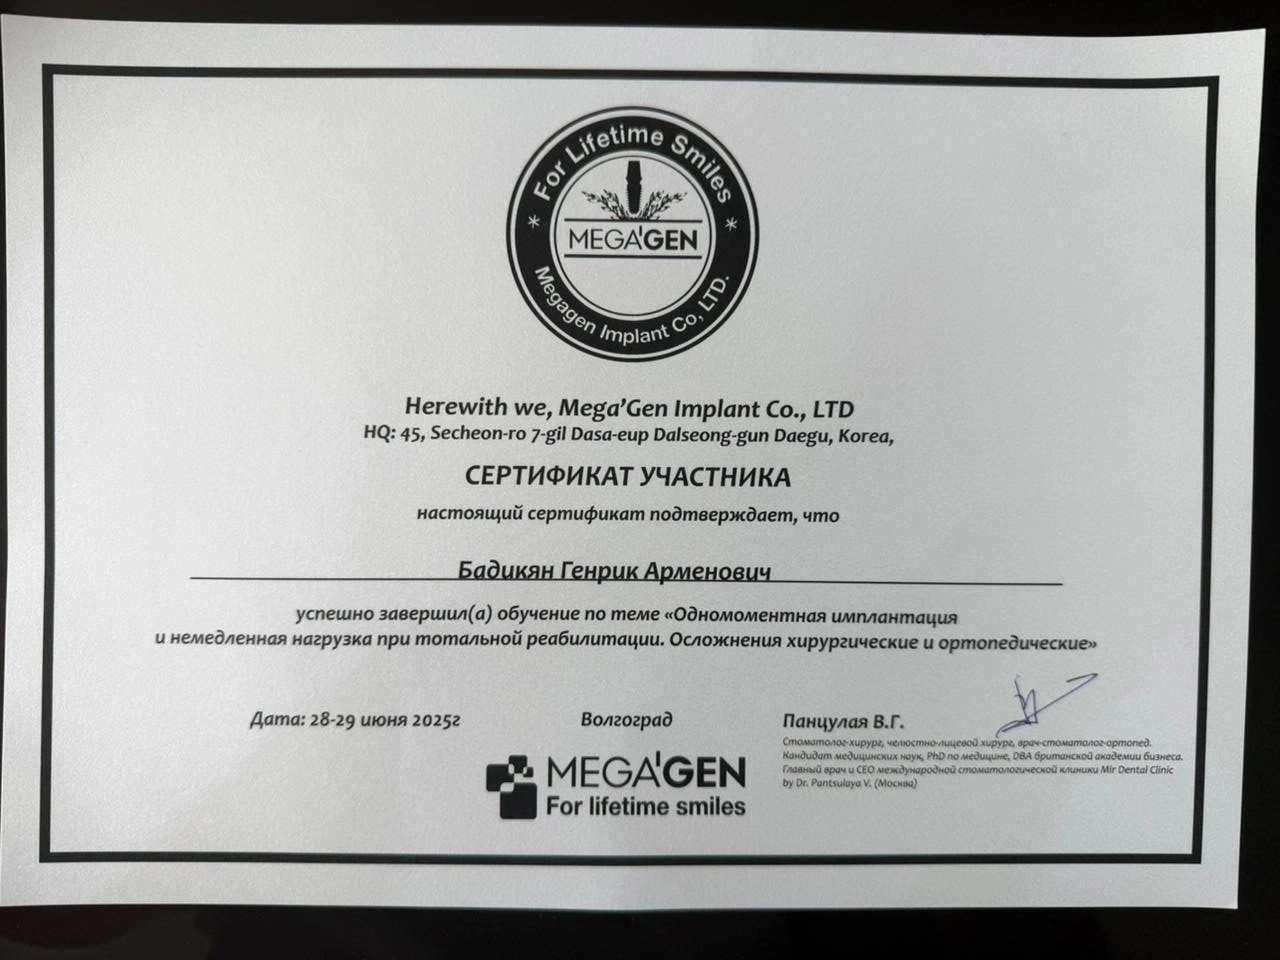 For Lifetime Smiles
* *
MEGA'GEN
Megagen Implant Co, LTD.
Herewith we, Mega’Gen Implant Co., LTD
HQ: 45, Secheon-ro 7-gil Dasa-eup Dalseong-gun Daegu, Korea,
СЕРТИФИКАТ УЧАСТНИКА
настоящий сертификат подтверждает, что
Бадикян Генрик Арменович
успешно завершил(а) обучение по теме «Одномоментная имплантация
и немедленная нагрузка при тотальной реабилитации. Осложнения хирургические и ортопедические»
Дата: 28-29 июня 2025г
Волгоград
Панцулая В.Г.
Стоматолог-хирург, челюстно-лицевой хирург, врач-стоматолог-ортопед.
Кандидат медицинских наук, PhD по медицине, DBA британской академии бизнеса.
Главный врач и CEO международной стоматологической клиники Mir Dental Clinic
by Dr. Pantsulaya V. (Москва)
MEGA'GEN
For lifetime smiles